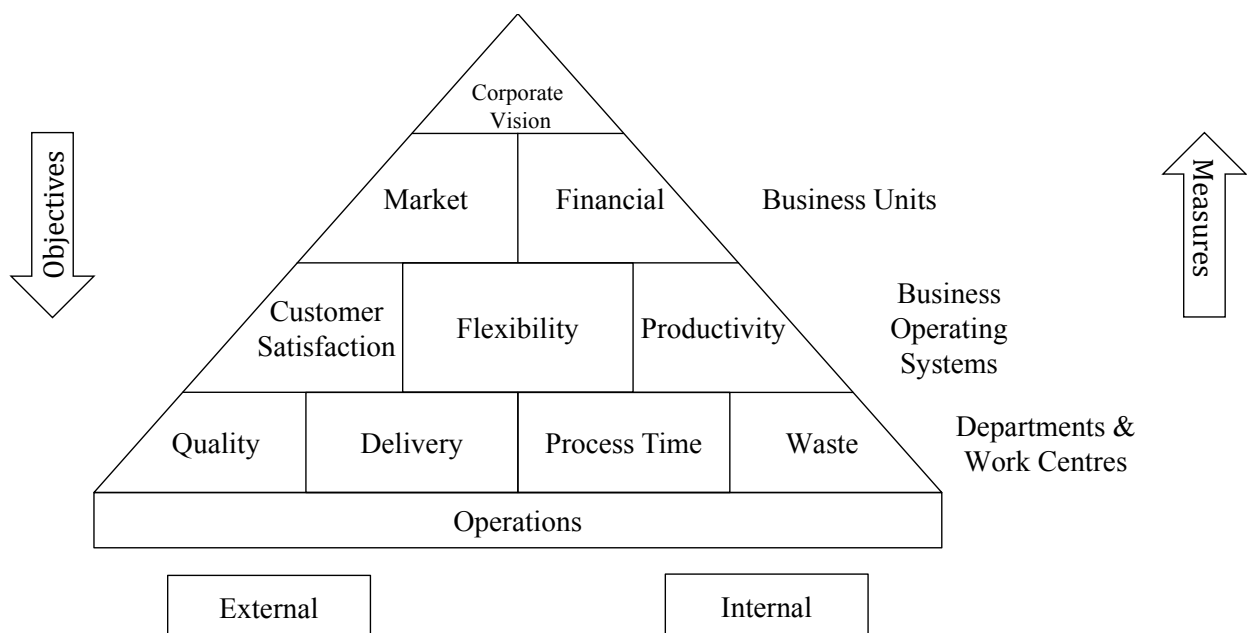 Corporate
Vision
Objectives
Measures
Market
Financial
Business Units
Customer
Satisfaction
Flexibility
Productivity
Business
Operating
Systems
Quality
Delivery
Process Time
Waste
Departments &
Work Centres
Operations
External
Internal